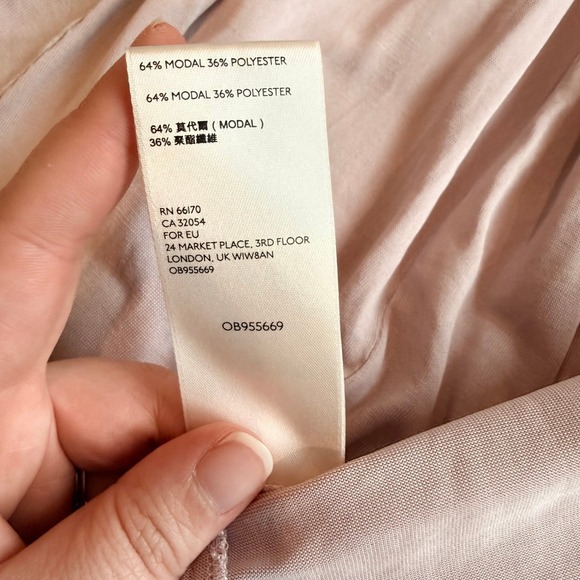 64% MODAL 36% POLYESTER
64% MODAL 36% POLYESTER
64% 莫代爾 ( MODAL )
36% 聚酯纖維
RN 66170
CA 32054
FOR EU
24 MARKET PLACE, 3RD FLOOR
LONDON, UK W1W8AN
OB955669
OB955669